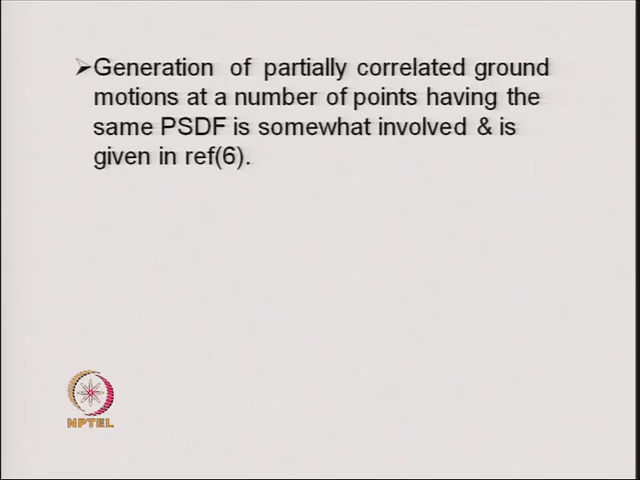 ➢Generation of partially correlated ground
motions at a number of points having the
same PSDF is somewhat involved & is
given in ref(6).
NPTEL